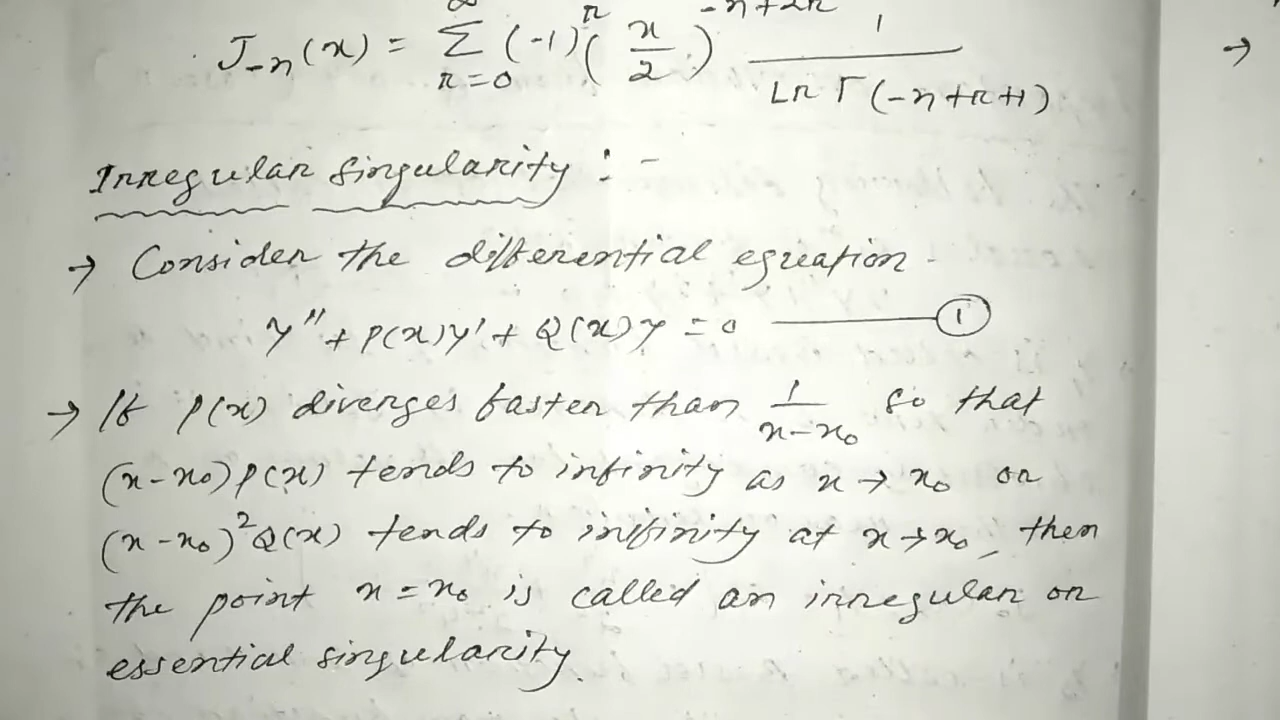 ∞ r -n+2r
J₋ₙ(x) = Σ (-1) ( x/2 ) 1 / Lr Γ(-n+r+1)
r=0
→
Irregular Singularity : -
→ Consider the differential equation -
y'' + P(x)y' + Q(x)y = 0 ——— ①
→ If P(x) diverges faster than 1/(x-x₀) so that
(x-x₀)P(x) tends to infinity as x → x₀ or
(x-x₀)²Q(x) tends to infinity at x→x₀, then
the point x=x₀ is called an irregular or
essential singularity.